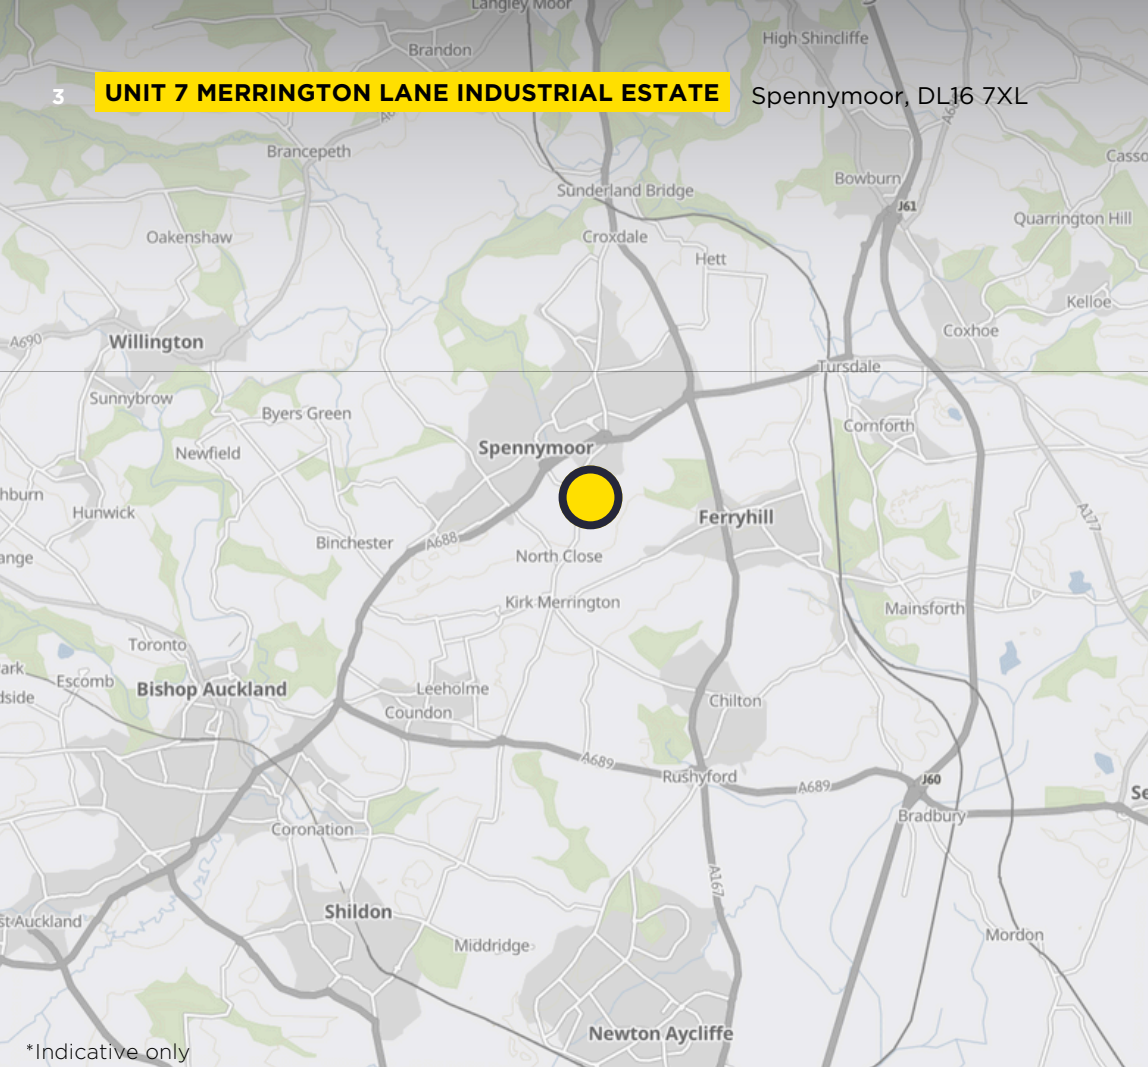 Langley Moor
Brandon
High Shincliffe
3 UNIT 7 MERRINGTON LANE INDUSTRIAL ESTATE Spennymoor, DL16 7XL
Brancepeth
Bowburn
Sunderland Bridge
J61
Quarrington Hill
Oakenshaw
Croxdale
Hett
Kelloe
Coxhoe
A690
Willington
Tursdale
Sunnybrow
Byers Green
Cornforth
Newfield
Spennymoor
hburn
Hunwick
Ferryhill
A177
Binchester
A688
ange
North Close
Kirk Merrington
Mainsforth
Toronto
ark
Escomb
dside
Bishop Auckland
Leeholme
Coundon
Chilton
A689
Rushyford
A689
J60
Se
Bradbury
Coronation
A167
Shildon
st Auckland
Middridge
Mordon
Newton Aycliffe
*Indicative only